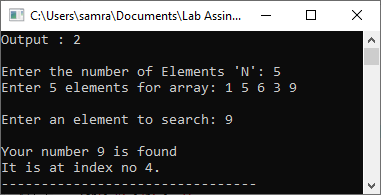 C:\Users\samra\Documents\Lab Assin...
Output : 2
Enter the number of Elements 'N': 5
Enter 5 elements for array: 1 5 6 3 9
Enter an element to search: 9
Your number 9 is found
It is at index no 4.
--------------------------------